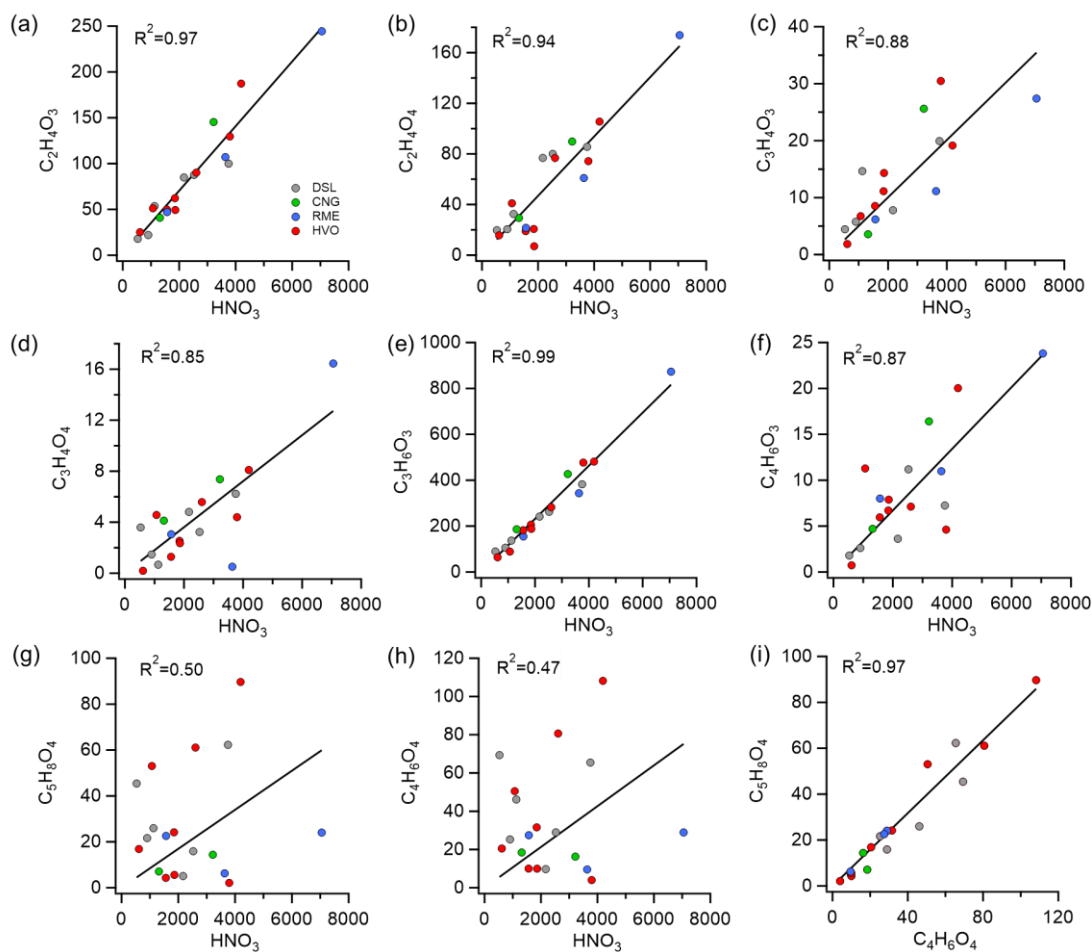 (a) R²=0.97
C₂H₄O₃
250
200
150
100
50
0
DSL
CNG
RME
HVO
0 2000 4000 6000 8000
HNO₃
(b) R²=0.94
C₂H₄O₄
160
120
80
40
0
0 2000 4000 6000 8000
HNO₃
(c) R²=0.88
C₃H₄O₃
40
30
20
10
0
0 2000 4000 6000 8000
HNO₃
(d) R²=0.85
C₃H₄O₄
16
12
8
4
0
0 2000 4000 6000 8000
HNO₃
(e) R²=0.99
C₃H₆O₃
1000
800
600
400
200
0
0 2000 4000 6000 8000
HNO₃
(f) R²=0.87
C₄H₆O₃
25
20
15
10
5
0
0 2000 4000 6000 8000
HNO₃
(g) R²=0.50
C₅H₈O₄
100
80
60
40
20
0
0 2000 4000 6000 8000
HNO₃
(h) R²=0.47
C₄H₆O₄
120
100
80
60
40
20
0
0 2000 4000 6000 8000
HNO₃
(i) R²=0.97
C₅H₈O₄
100
80
60
40
20
0
0 40 80 120
C₄H₆O₄